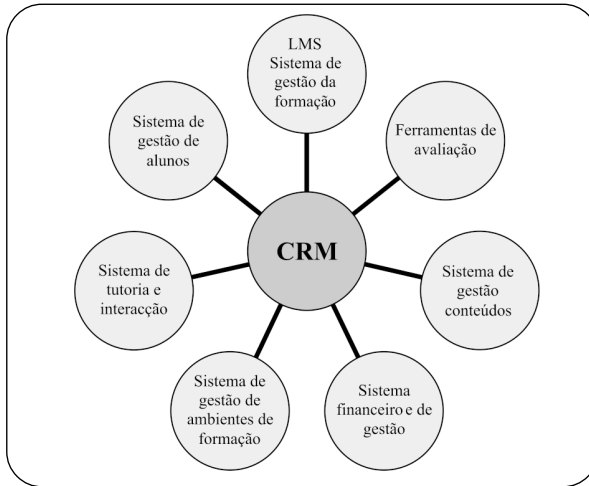 LMS
Sistema de
gestão da
formação
Ferramentas de
avaliação
Sistema de
gestão
conteúdos
Sistema
financeiro e de
gestão
Sistema de
gestão de
ambientes de
formação
Sistema de
tutoria e
interacção
Sistema de
gestão de
alunos
CRM